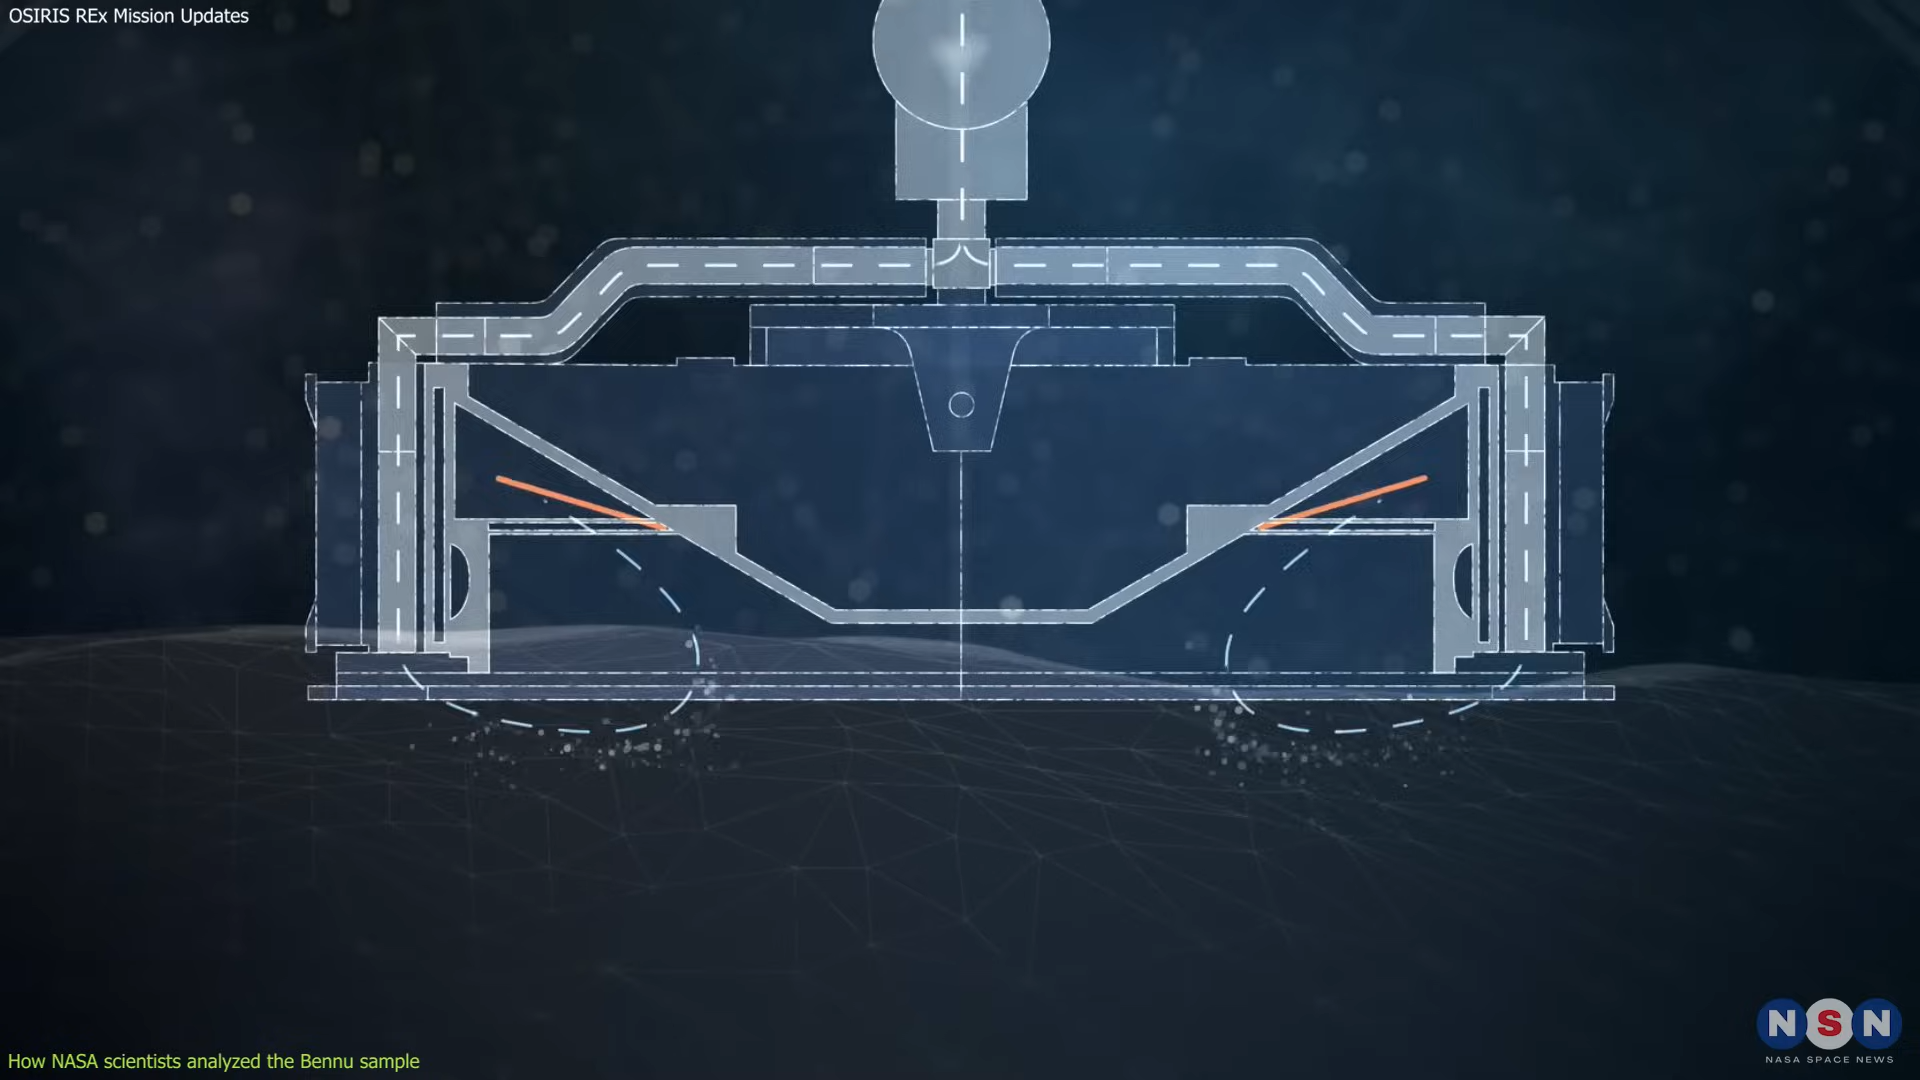 OSIRIS REx Mission Updates
NSN
NASA SPACE NEWS
How NASA scientists analyzed the Bennu sample